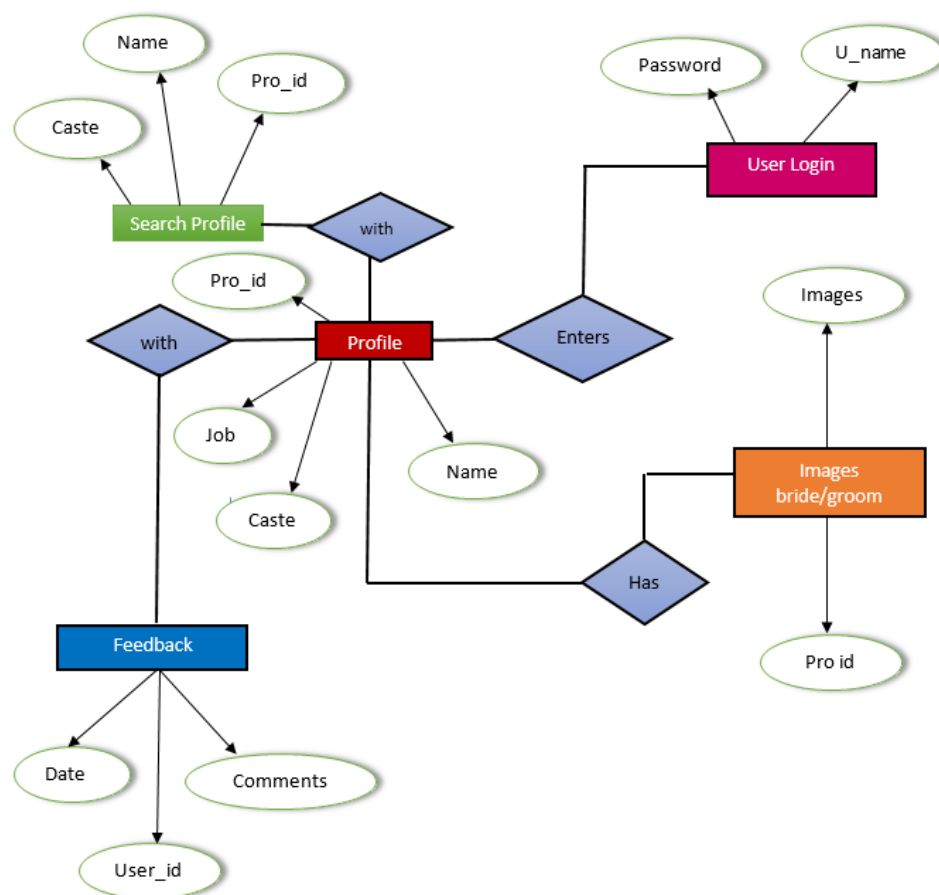 Name
U_name
Password
Pro_id
Caste
User Login
Search Profile
with
Pro_id
Images
with
Profile
Enters
Job
Name
Images
bride/groom
Caste
Has
Feedback
Pro id
Date
Comments
User_id